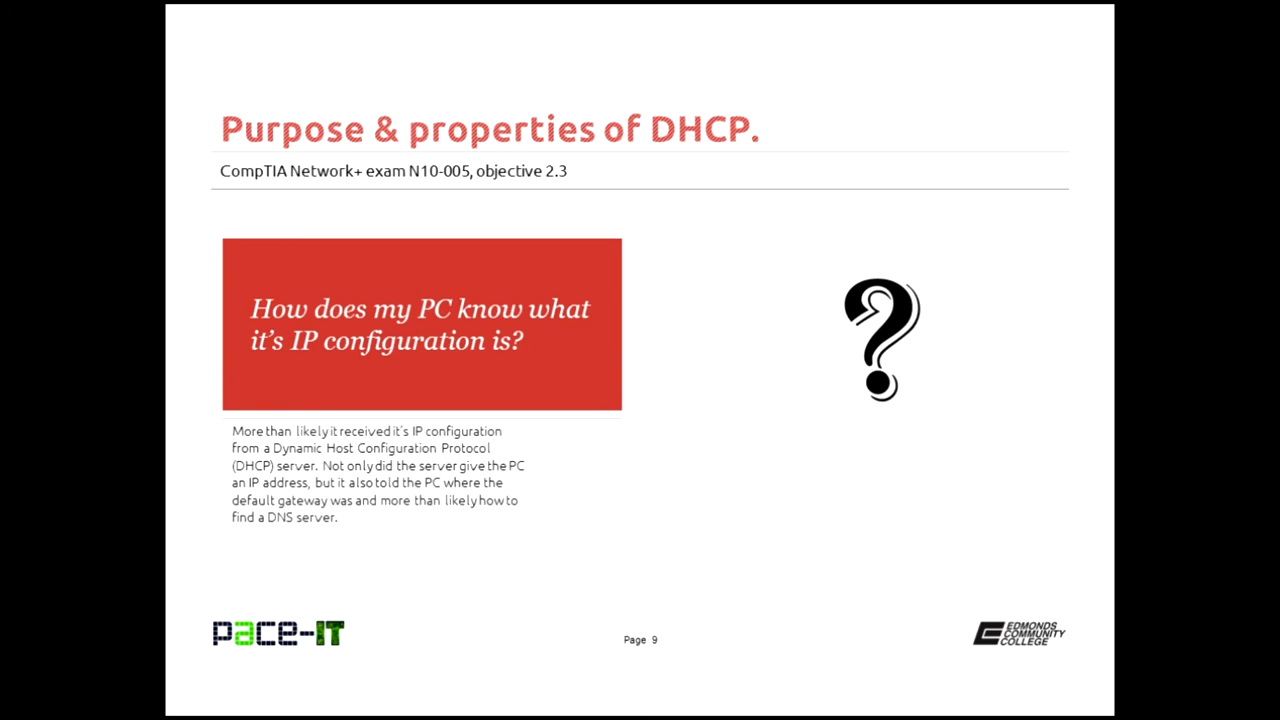 Purpose & properties of DHCP.
CompTIA Network+ exam N10-005, objective 2.3
How does my PC know what
it's IP configuration is?
?
More than likely it received it's IP configuration
from a Dynamic Host Configuration Protocol
(DHCP) server. Not only did the server give the PC
an IP address, but it also told the PC where the
default gateway was and more than likely how to
find a DNS server.
pace-IT
Page 9
EDMONDS
COMMUNITY
COLLEGE